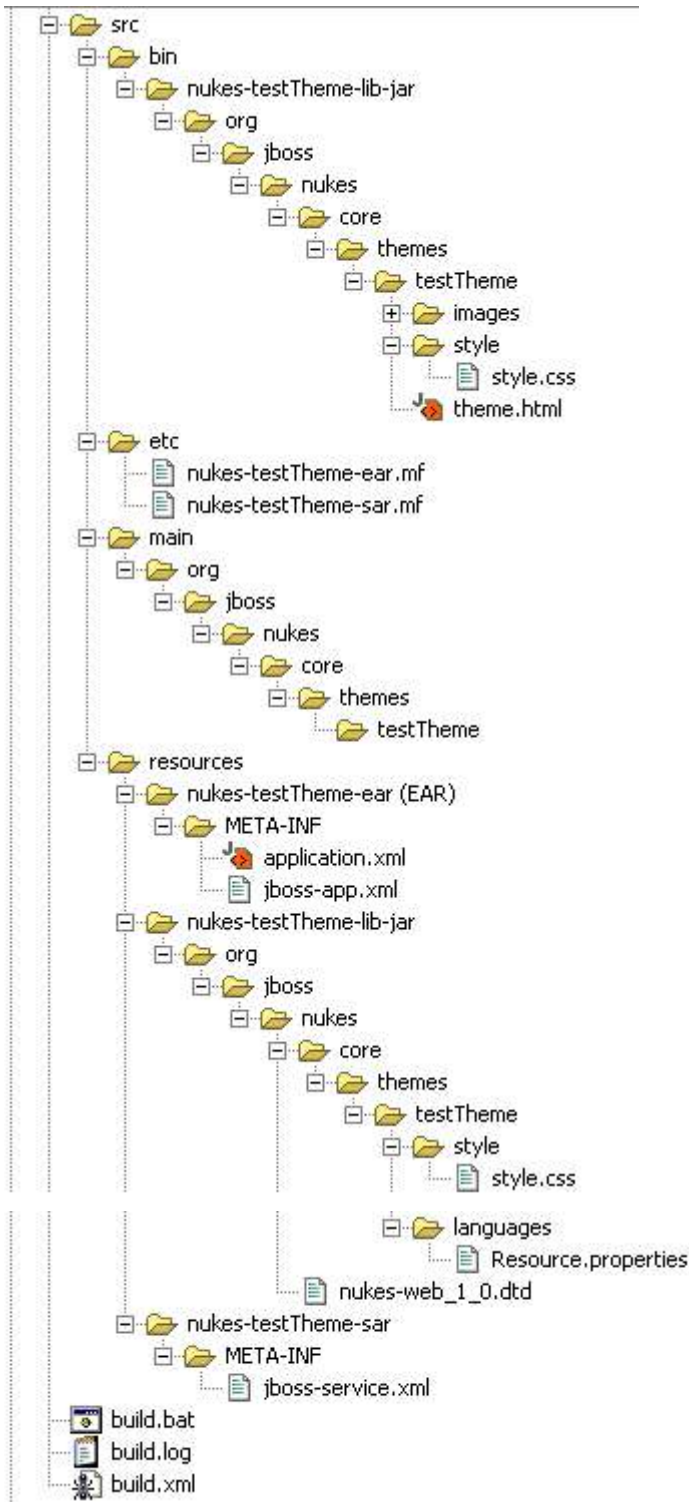 src
bin
nukes-testTheme-lib-jar
org
jboss
nukes
core
themes
testTheme
images
style
style.css
theme.html
etc
nukes-testTheme-ear.mf
nukes-testTheme-sar.mf
main
org
jboss
nukes
core
themes
testTheme
resources
nukes-testTheme-ear (EAR)
META-INF
application.xml
jboss-app.xml
nukes-testTheme-lib-jar
org
jboss
nukes
core
themes
testTheme
style
style.css
languages
Resource.properties
nukes-web_1_0.dtd
nukes-testTheme-sar
META-INF
jboss-service.xml
build.bat
build.log
build.xml